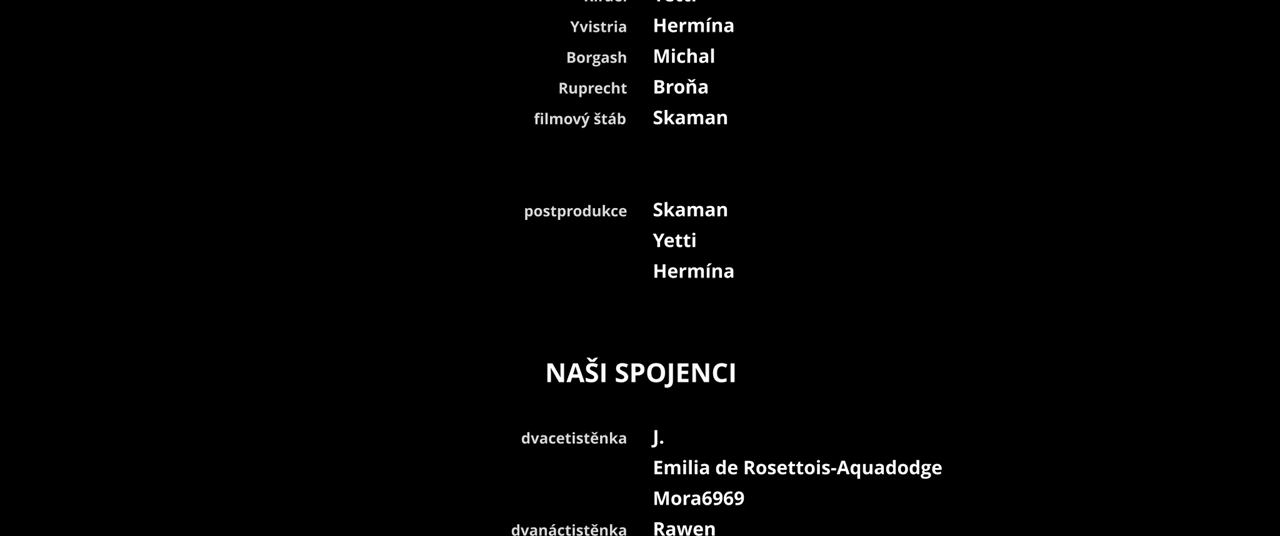 Yvistria Hermína
Borgash Michal
Ruprecht Broňa
filmový štáb Skaman
postprodukce Skaman
Yetti
Hermína
NAŠI SPOJENCI
dvacetistěnka J.
Emilia de Rosettois-Aquadodge
Mora6969
dvanáctistěnka Rawen